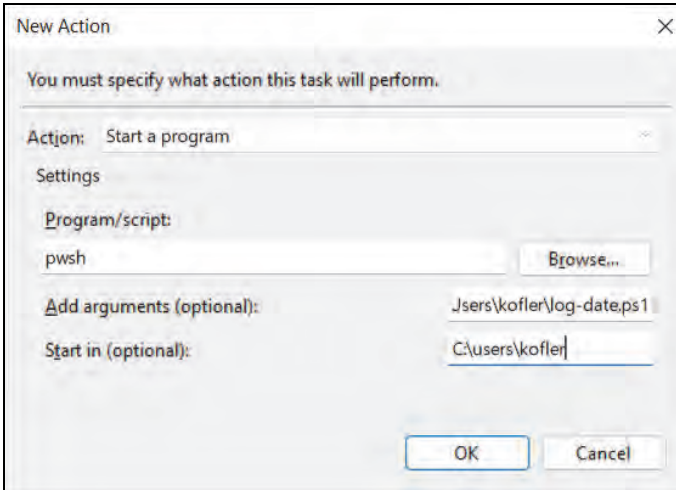 New Action
You must specify what action this task will perform.
Action: Start a program
Settings
Program/script:
pwsh
Browse...
Add arguments (optional): Jsers\kofler\log-date.ps1
Start in (optional): C:\users\kofler
OK Cancel